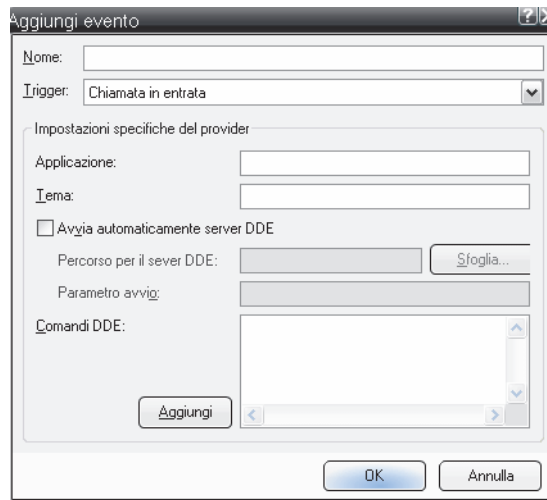 Aggiungi evento
Nome:
Trigger: Chiamata in entrata
Impostazioni specifiche del provider
Applicazione:
Tema:
Avvia automaticamente server DDE
Percorso per il sever DDE: Sfoglia...
Parametro avvio:
Comandi DDE:
Aggiungi
OK Annulla